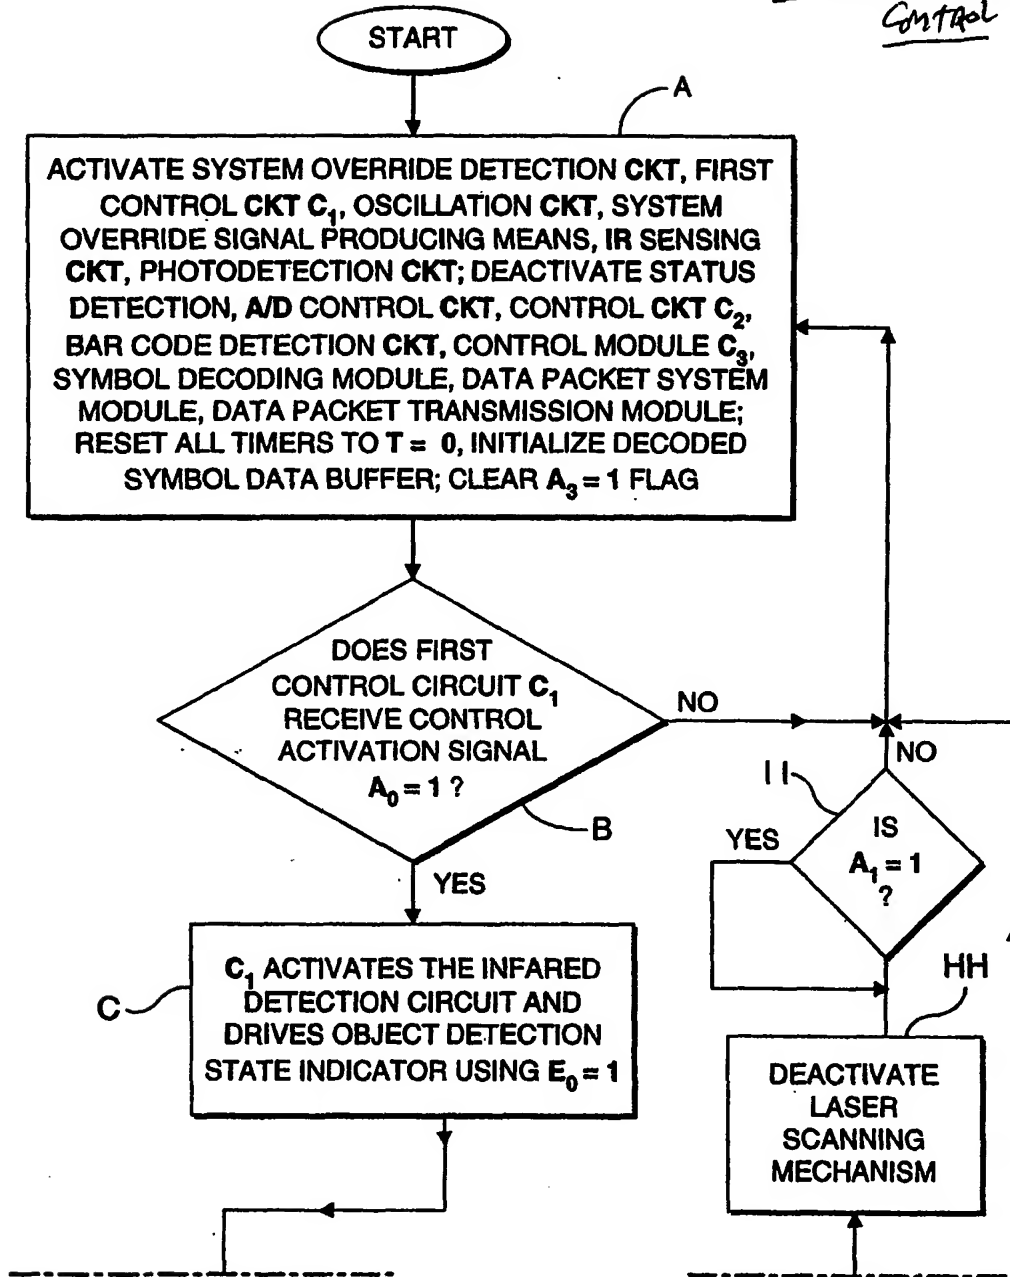 CONTROL
START
A
ACTIVATE SYSTEM OVERRIDE DETECTION CKT, FIRST
CONTROL CKT C₁, OSCILLATION CKT, SYSTEM
OVERRIDE SIGNAL PRODUCING MEANS, IR SENSING
CKT, PHOTODETECTION CKT; DEACTIVATE STATUS
DETECTION, A/D CONTROL CKT, CONTROL CKT C₂,
BAR CODE DETECTION CKT, CONTROL MODULE C₃,
SYMBOL DECODING MODULE, DATA PACKET SYSTEM
MODULE, DATA PACKET TRANSMISSION MODULE;
RESET ALL TIMERS TO T = 0, INITIALIZE DECODED
SYMBOL DATA BUFFER; CLEAR A₃ = 1 FLAG
DOES FIRST
CONTROL CIRCUIT C₁
RECEIVE CONTROL
ACTIVATION SIGNAL
A₀ = 1 ?
NO
B
YES
C
C₁ ACTIVATES THE INFARED
DETECTION CIRCUIT AND
DRIVES OBJECT DETECTION
STATE INDICATOR USING E₀ = 1
NO
II
YES
IS
A₁ = 1
?
HH
DEACTIVATE
LASER
SCANNING
MECHANISM